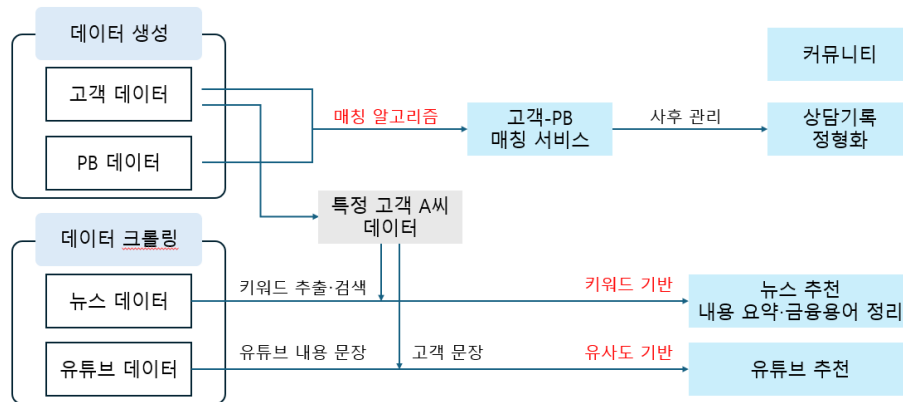 데이터 생성
고객 데이터
PB 데이터
매칭 알고리즘
고객-PB
매칭 서비스
사후 관리
커뮤니티
상담기록
정형화
특정 고객 A씨
데이터
데이터 크롤링
뉴스 데이터
키워드 추출·검색
키워드 기반
뉴스 추천
내용 요약·금융용어 정리
유튜브 데이터
유튜브 내용 문장
고객 문장
유사도 기반
유튜브 추천